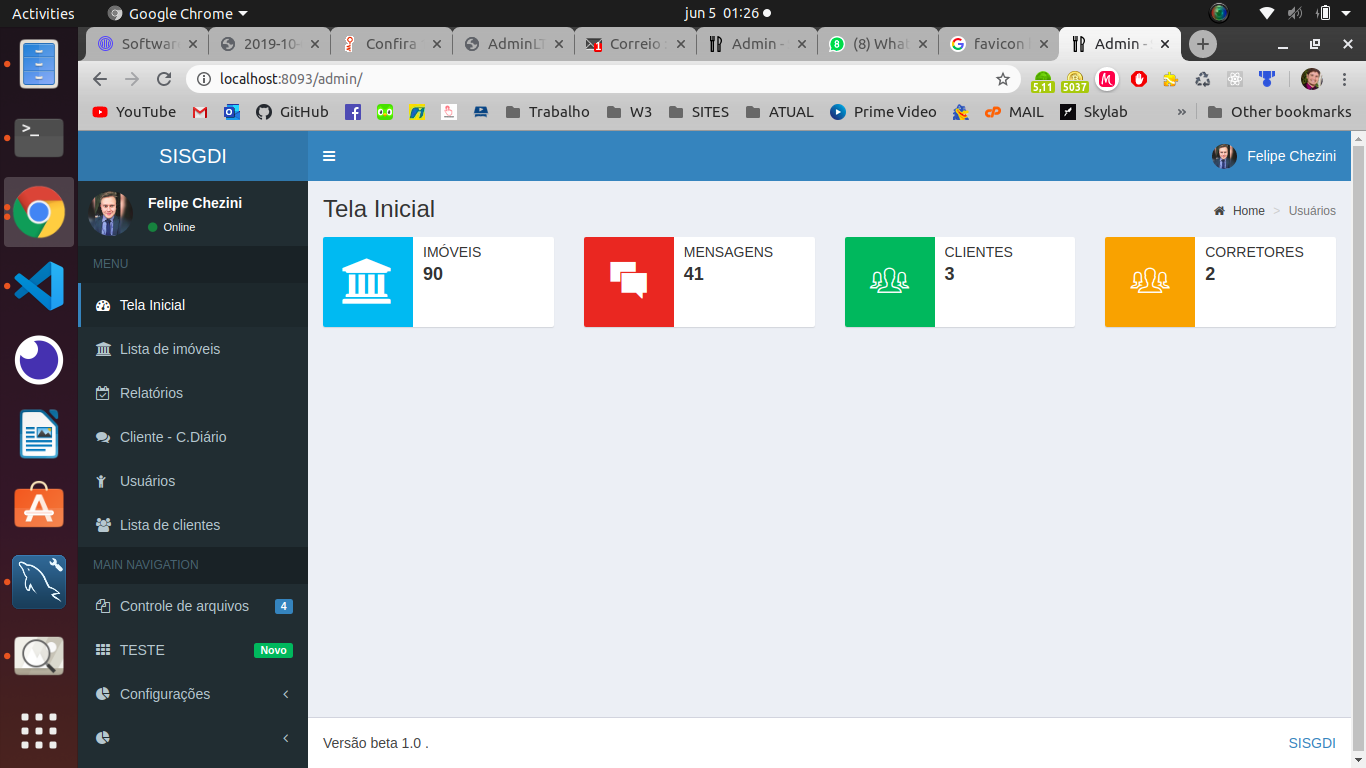 Activities Google Chrome jun 5 01:26
Softwar 2019-10- Confira AdminLT Correio Admin - (8) Wha favicon Admin -
localhost:8093/admin/ 5,11 5037
YouTube GitHub Trabalho W3 SITES ATUAL Prime Video MAIL Skylab » Other bookmarks
SISGDI Felipe Chezini
Felipe Chezini
Online
MENU
Tela Inicial
Lista de imóveis
Relatórios
Cliente - C.Diário
Usuários
Lista de clientes
MAIN NAVIGATION
Controle de arquivos 4
TESTE Novo
Configurações
Tela Inicial
Home > Usuários
IMÓVEIS
90
MENSAGENS
41
CLIENTES
3
CORRETORES
2
Versão beta 1.0 .
SISGDI